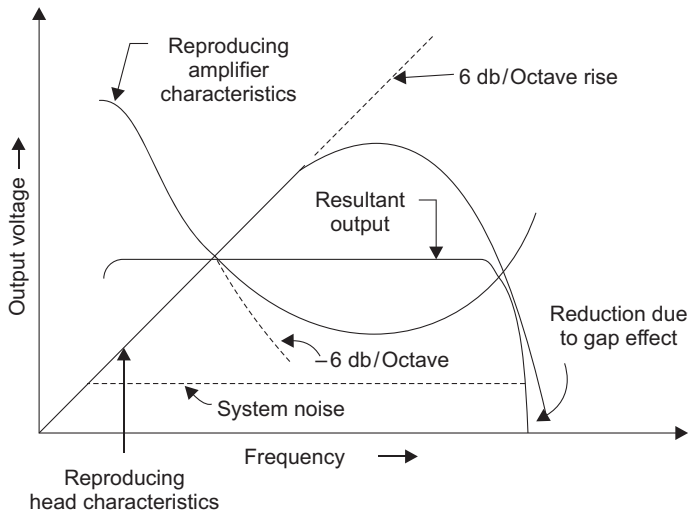 Reproducing
amplifier
characteristics
6 db/Octave rise
Output voltage
Resultant
output
Reduction due
to gap effect
–6 db/Octave
System noise
Frequency
Reproducing
head characteristics